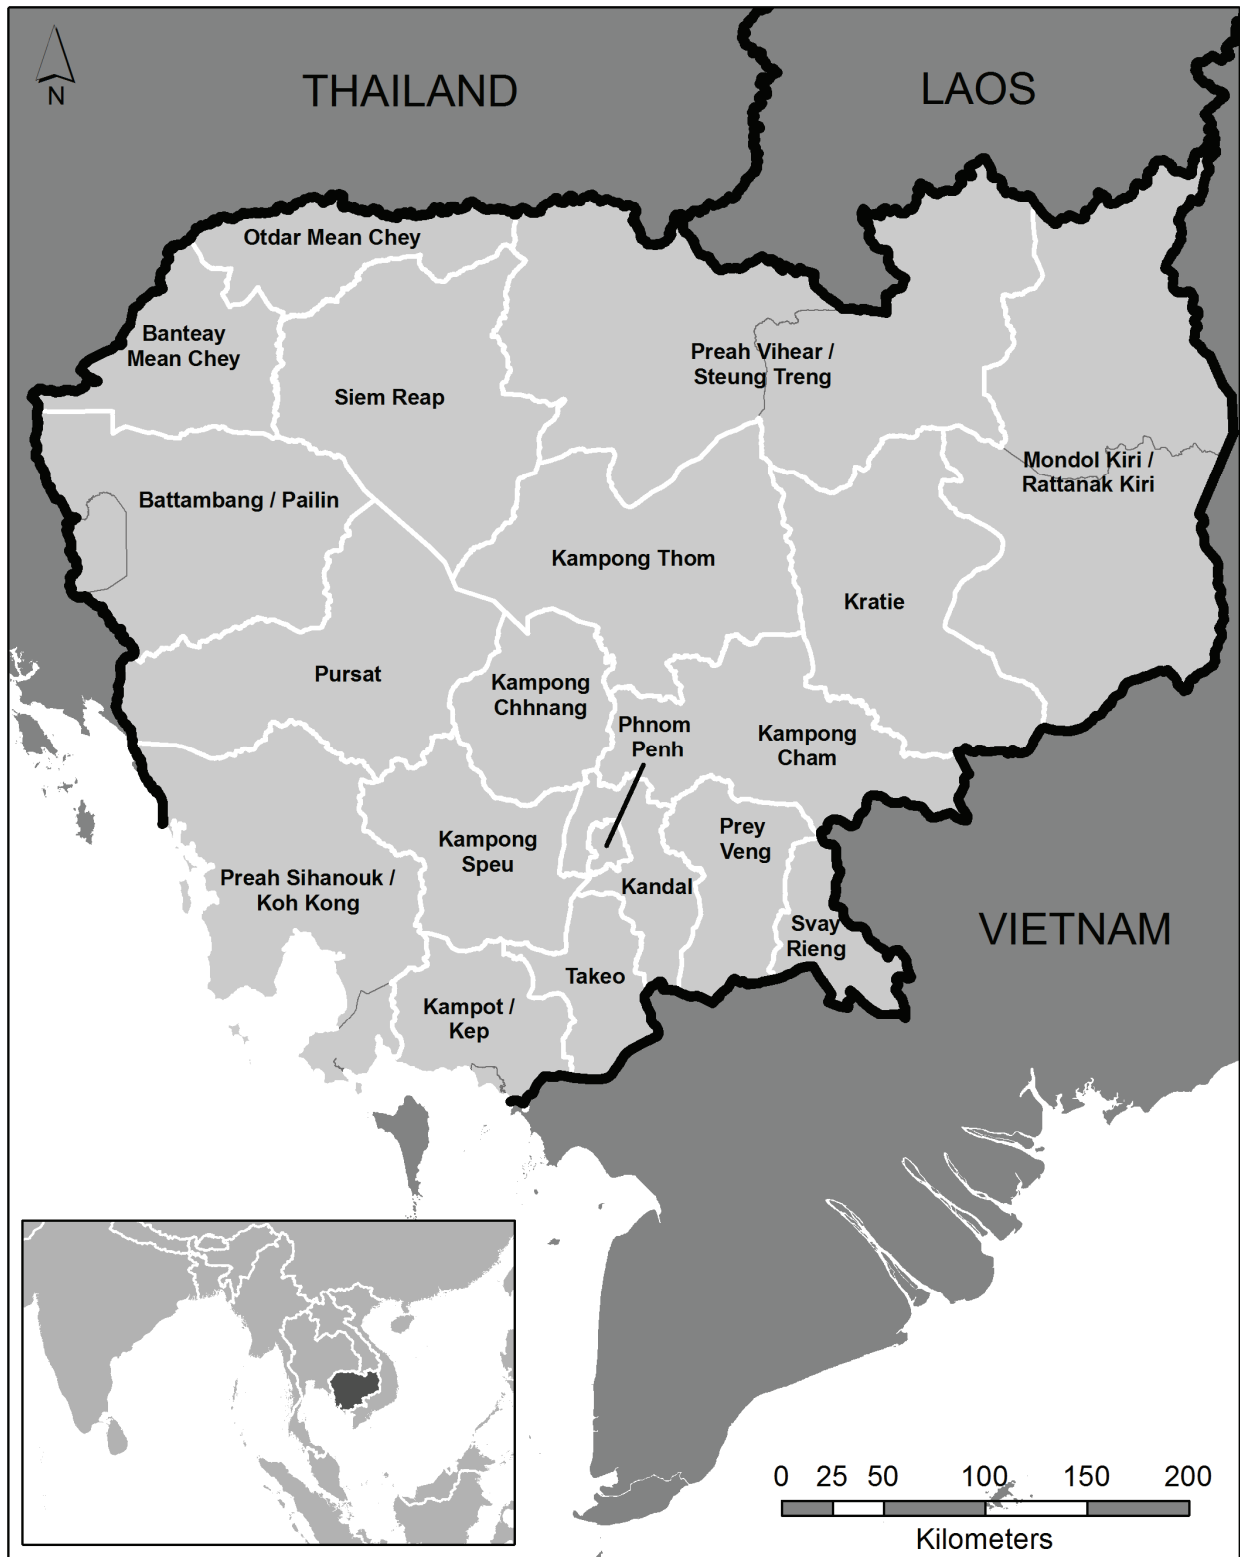 N
THAILAND
LAOS
Otdar Mean Chey
Banteay
Mean Chey
Siem Reap
Preah Vihear /
Steung Treng
Battambang / Pailin
Mondol Kiri /
Rattanak Kiri
Kampong Thom
Kratie
Pursat
Kampong
Chhnang
Phnom
Penh
Kampong
Cham
Kampong
Speu
Prey
Veng
Preah Sihanouk /
Koh Kong
Kandal
Svay
Rieng
VIETNAM
Takeo
Kampot /
Kep
0 25 50 100 150 200
Kilometers